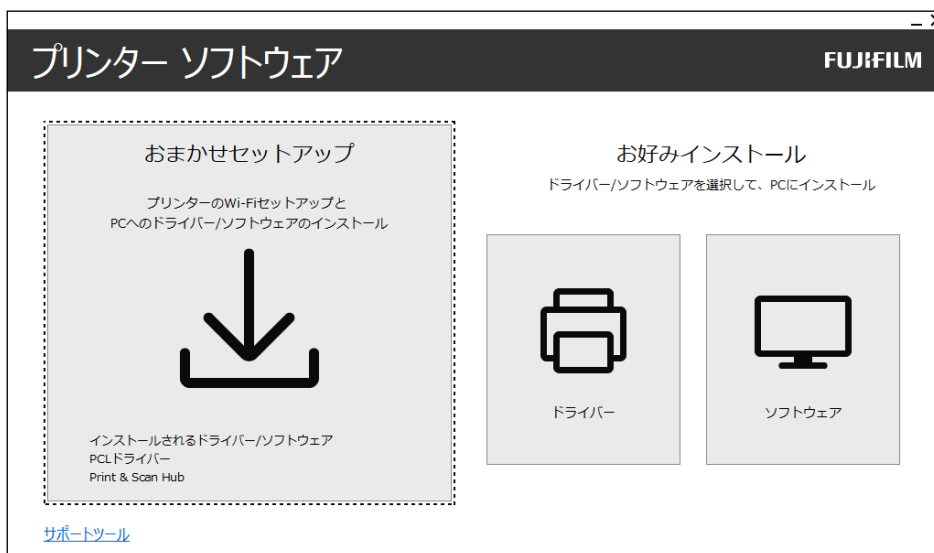 プリンター ソフトウェア
FUJIFILM
おまかせセットアップ
プリンターのWi-Fiセットアップと
PCへのドライバー/ソフトウェアのインストール
インストールされるドライバー/ソフトウェア
PCLドライバー
Print & Scan Hub
お好みインストール
ドライバー/ソフトウェアを選択して、PCにインストール
ドライバー
ソフトウェア
サポートツール